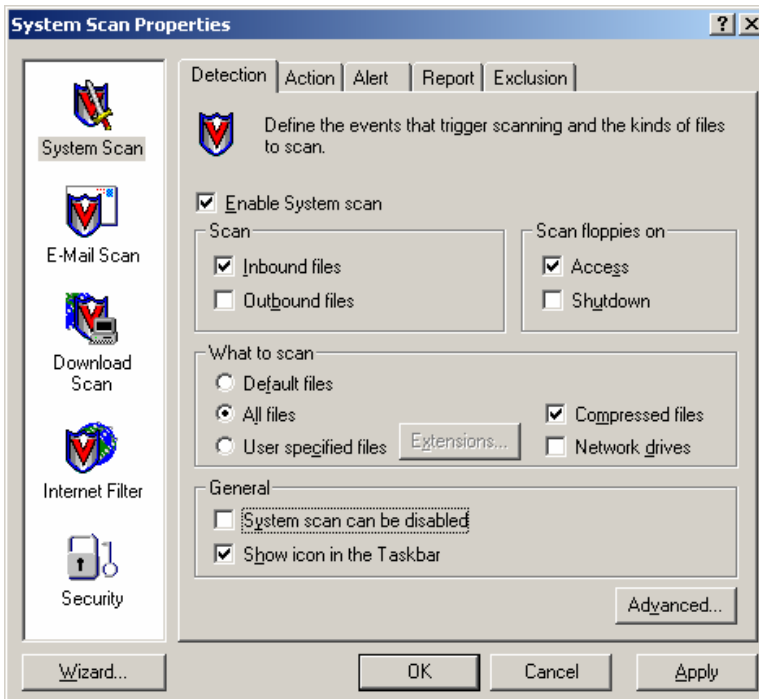 System Scan Properties
Detection
Action
Alert
Report
Exclusion
System Scan
E-Mail Scan
Download
Scan
Internet Filter
Security
Define the events that trigger scanning and the kinds of files
to scan.
Enable System scan
Scan
Inbound files
Outbound files
Scan floppies on
Access
Shutdown
What to scan
Default files
All files
User specified files
Extensions...
Compressed files
Network drives
General
System scan can be disabled
Show icon in the Taskbar
Advanced...
Wizard...
OK
Cancel
Apply